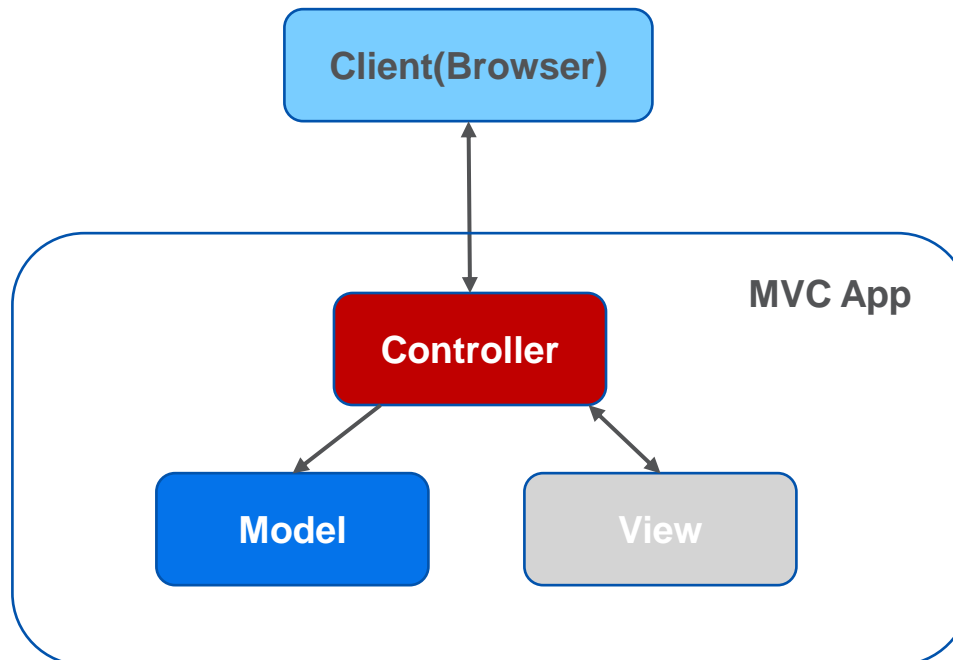 Client(Browser)
MVC App
Controller
Model
View